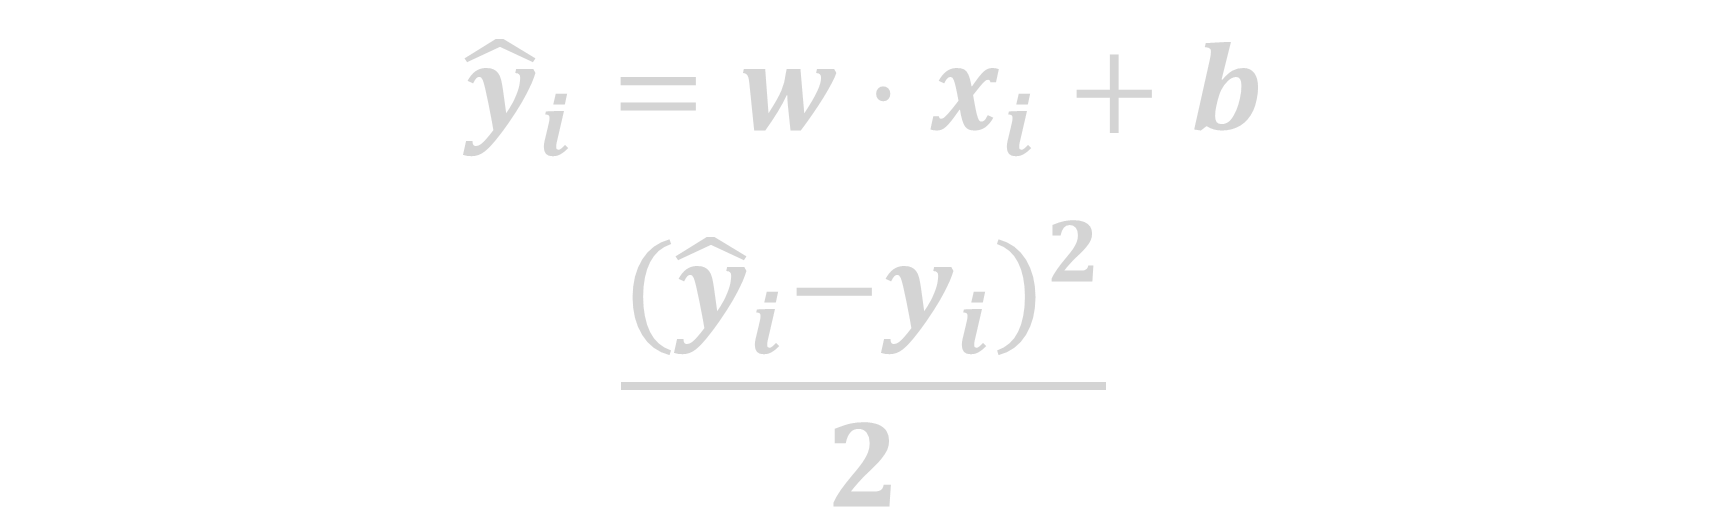 ŷᵢ = w · xᵢ + b
(ŷᵢ−yᵢ)²
2